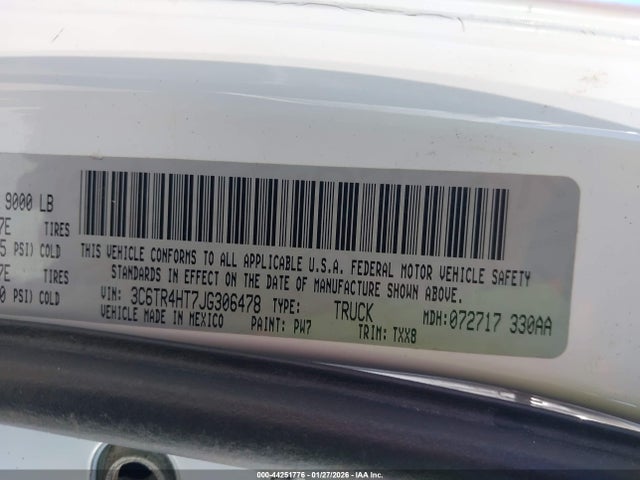 9000 LB
7E TIRES
5 PSI) COLD
7E TIRES
0 PSI) COLD
THIS VEHICLE CONFORMS TO ALL APPLICABLE U.S.A. FEDERAL MOTOR VEHICLE SAFETY
STANDARDS IN EFFECT ON THE DATE OF MANUFACTURE SHOWN ABOVE.
VIN: 3C6TR4HT7JG306478 TYPE: TRUCK MDH:072717 330AA
VEHICLE MADE IN MEXICO PAINT: PW7 TRIM: TXX8
000-44251776 - 01/27/2026 - IAA Inc.